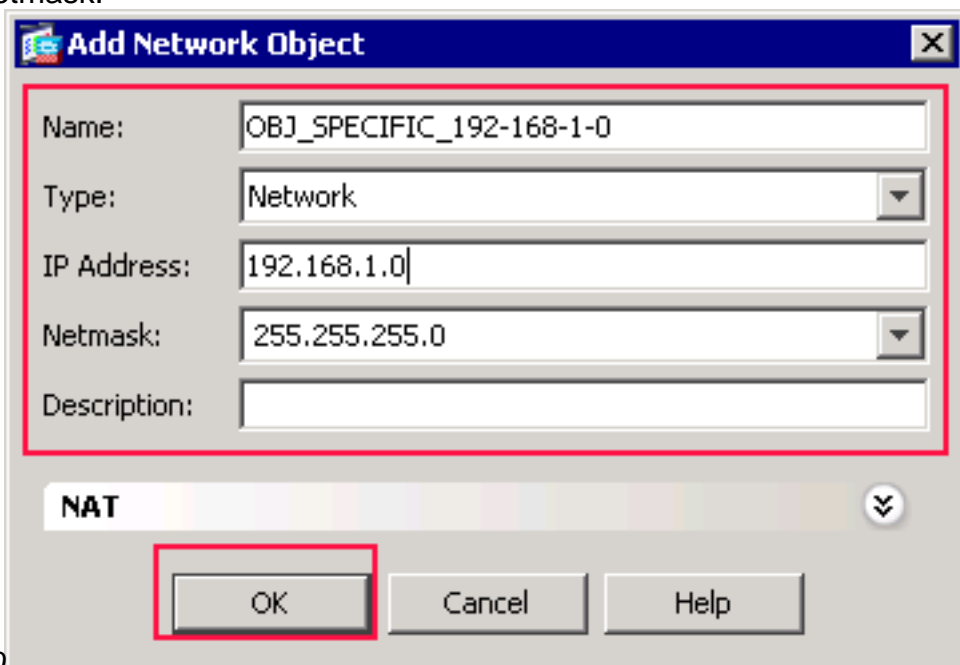 etmask.
Add Network Object
Name: OBJ_SPECIFIC_192-168-1-0
Type: Network
IP Address: 192.168.1.0
Netmask: 255.255.255.0
Description:
NAT
OK Cancel Help